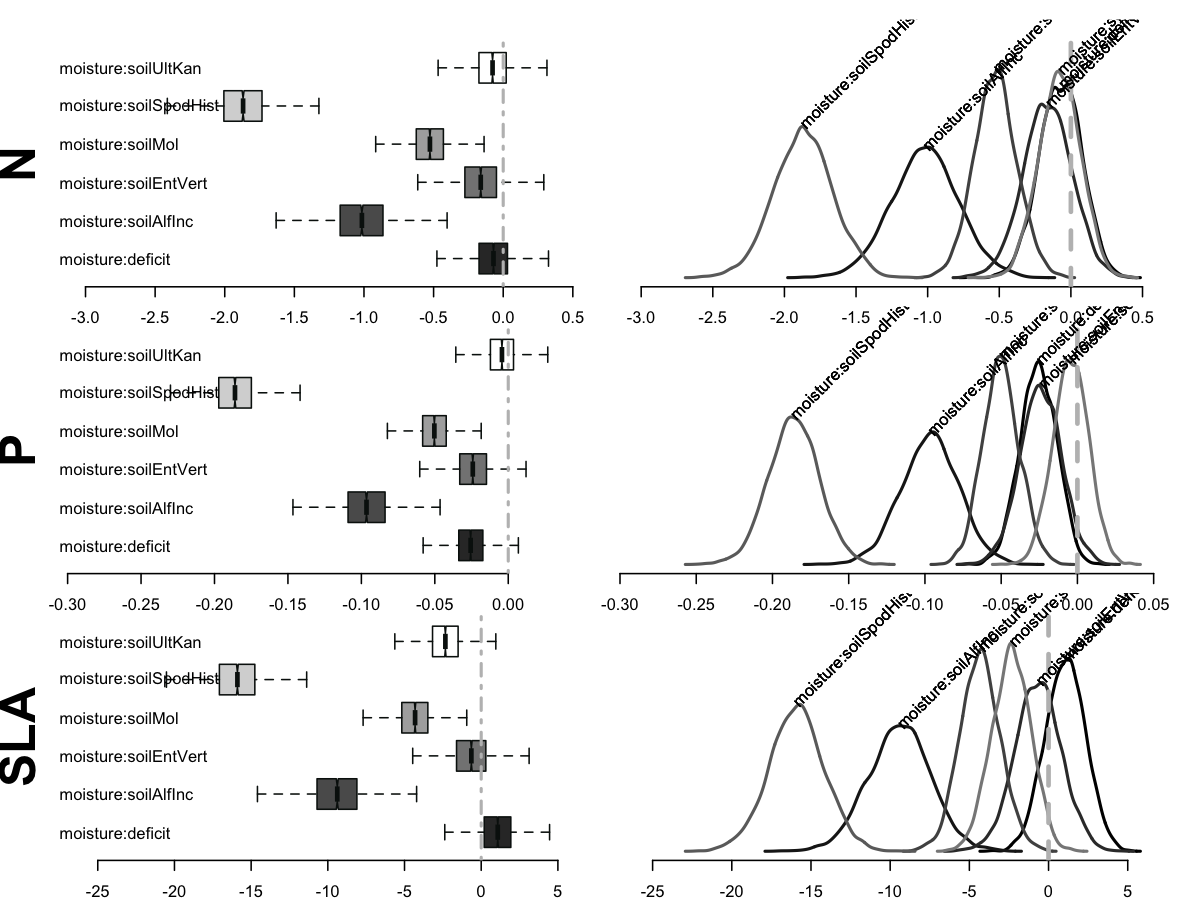 N
moisture:soilUltKan
moisture:soilSpodHist
moisture:soilMol
moisture:soilEntVert
moisture:soilAlfInc
moisture:deficit
-3.0 -2.5 -2.0 -1.5 -1.0 -0.5 0.0 0.5
moisture:soilSpodHist
moisture:soilAlfInc
-3.0 -2.5 -2.0 -1.5 -1.0 -0.5 0.0 0.5
P
moisture:soilUltKan
moisture:soilSpodHist
moisture:soilMol
moisture:soilEntVert
moisture:soilAlfInc
moisture:deficit
-0.30 -0.25 -0.20 -0.15 -0.10 -0.05 0.00
moisture:soilSpodHist
moisture:soilAlfInc
-0.30 -0.20 -0.15 -0.10 -0.05 0.00 0.05
SLA
moisture:soilUltKan
moisture:soilSpodHist
moisture:soilMol
moisture:soilEntVert
moisture:soilAlfInc
moisture:deficit
-25 -20 -15 -10 -5 0 5
moisture:soilSpodHist
moisture:soilAlfInc
-25 -20 -15 -10 -5 0 5